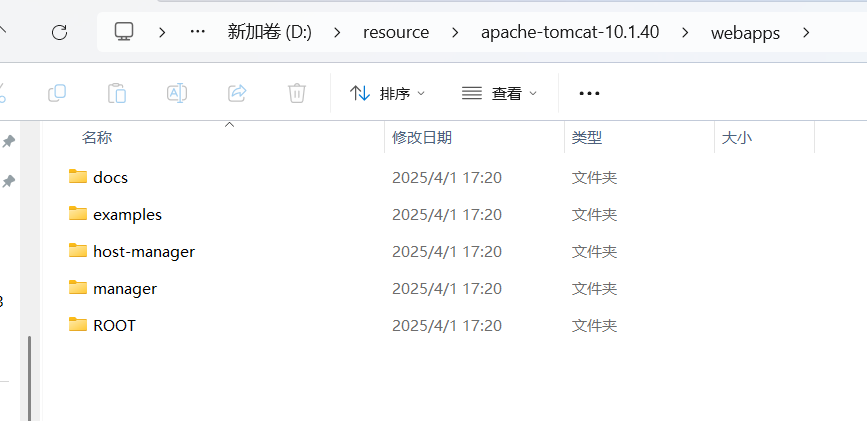 新加卷 (D:) resource apache-tomcat-10.1.40 webapps
排序 查看
名称 修改日期 类型 大小
docs 2025/4/1 17:20 文件夹
examples 2025/4/1 17:20 文件夹
host-manager 2025/4/1 17:20 文件夹
manager 2025/4/1 17:20 文件夹
ROOT 2025/4/1 17:20 文件夹